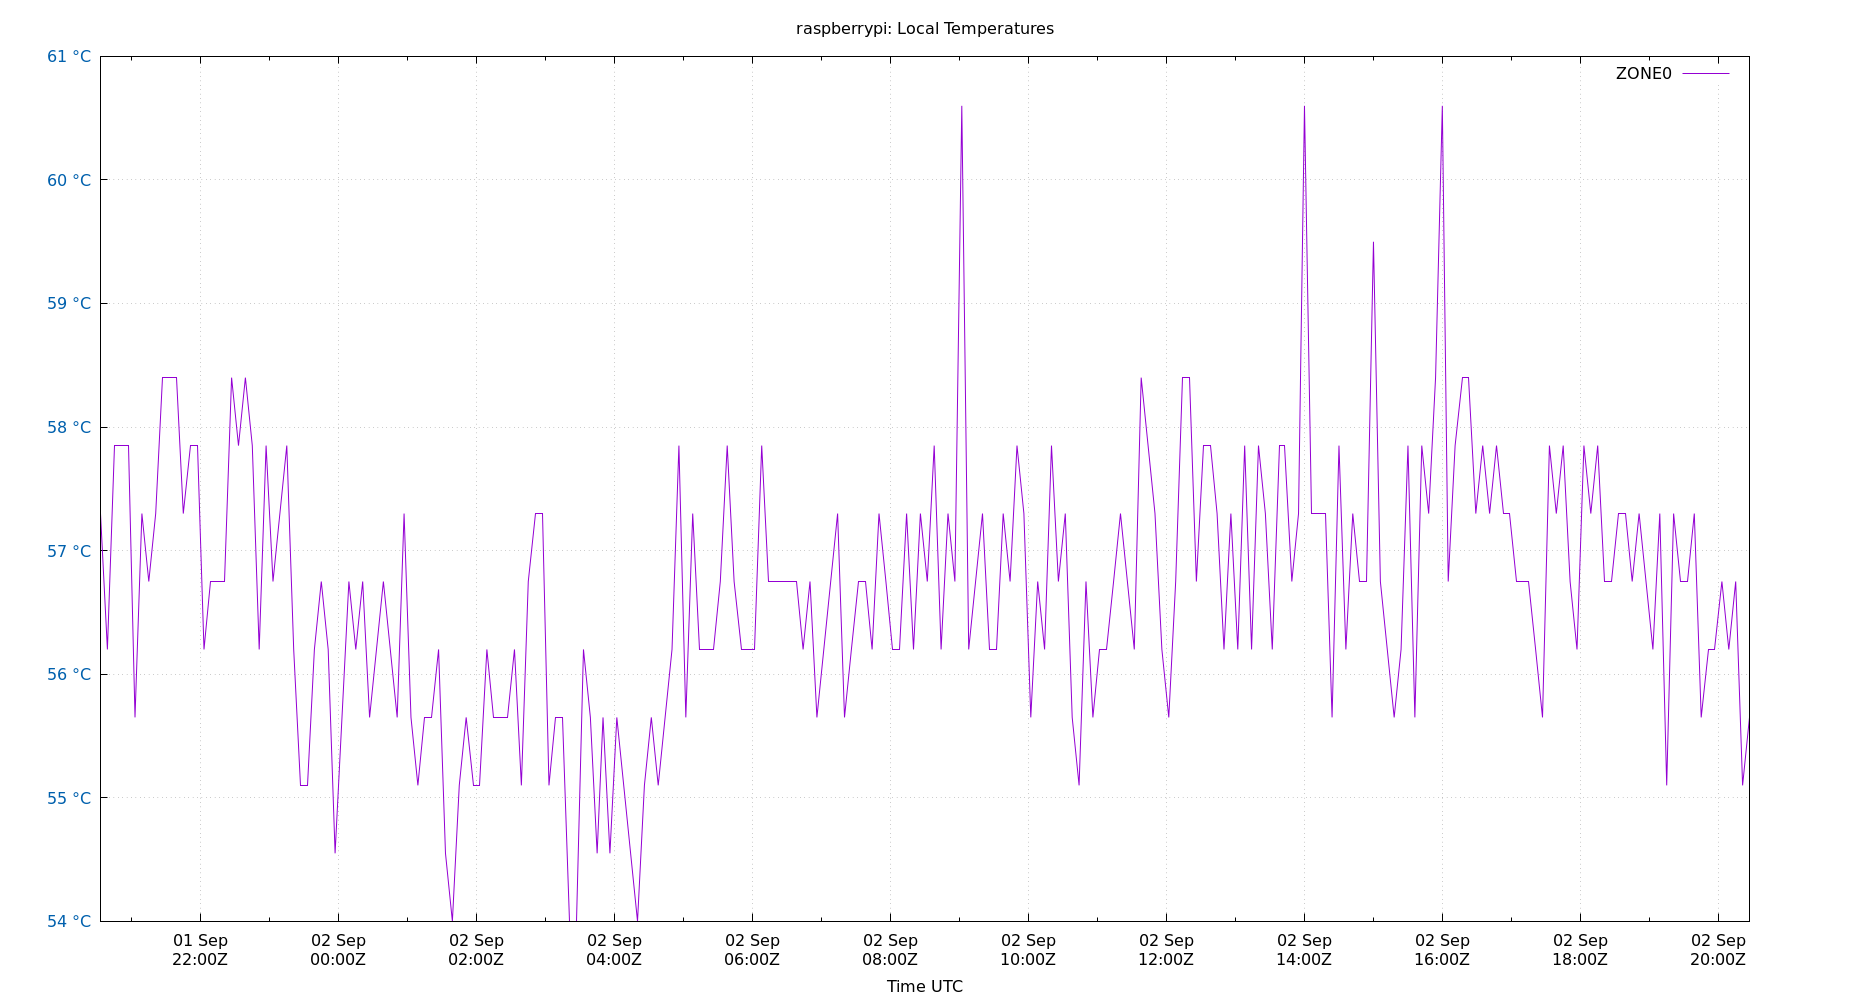 raspberrypi: Local Temperatures
61 °C
ZONE0
60 °C
59 °C
58 °C
57 °C
56 °C
55 °C
54 °C
01 Sep 02 Sep 02 Sep 02 Sep 02 Sep 02 Sep 02 Sep 02 Sep 02 Sep 02 Sep 02 Sep 02 Sep
22:00Z 00:00Z 02:00Z 04:00Z 06:00Z 08:00Z 10:00Z 12:00Z 14:00Z 16:00Z 18:00Z 20:00Z
Time UTC